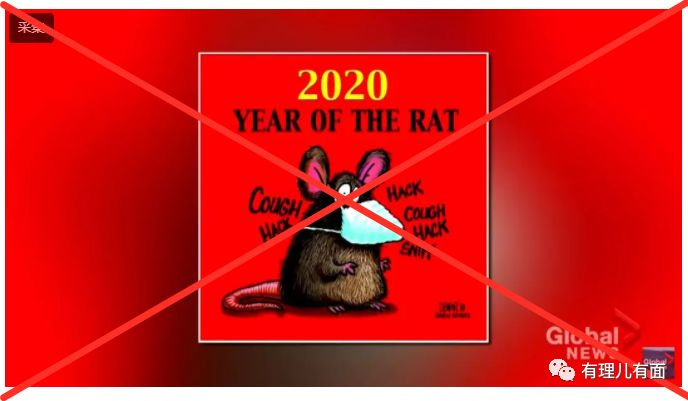 采集
2020
YEAR OF THE RAT
COUGH
HACK
HACK
COUGH
HACK
SNIFF
Global
NEWS
Global
有理儿有面